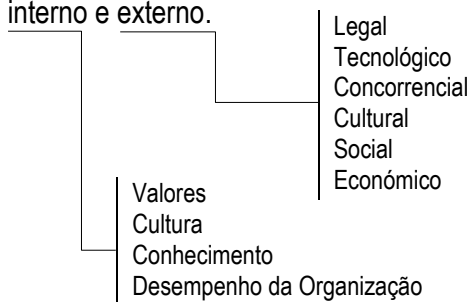 interno e externo.
Legal
Tecnológico
Concorrencial
Cultural
Social
Económico
Valores
Cultura
Conhecimento
Desempenho da Organização